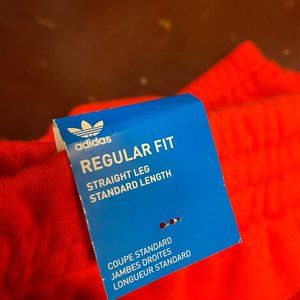 adidas
REGULAR FIT
STRAIGHT LEG
STANDARD LENGTH
COUPE STANDARD
JAMBES DROITES
LONGUEUR STANDARD